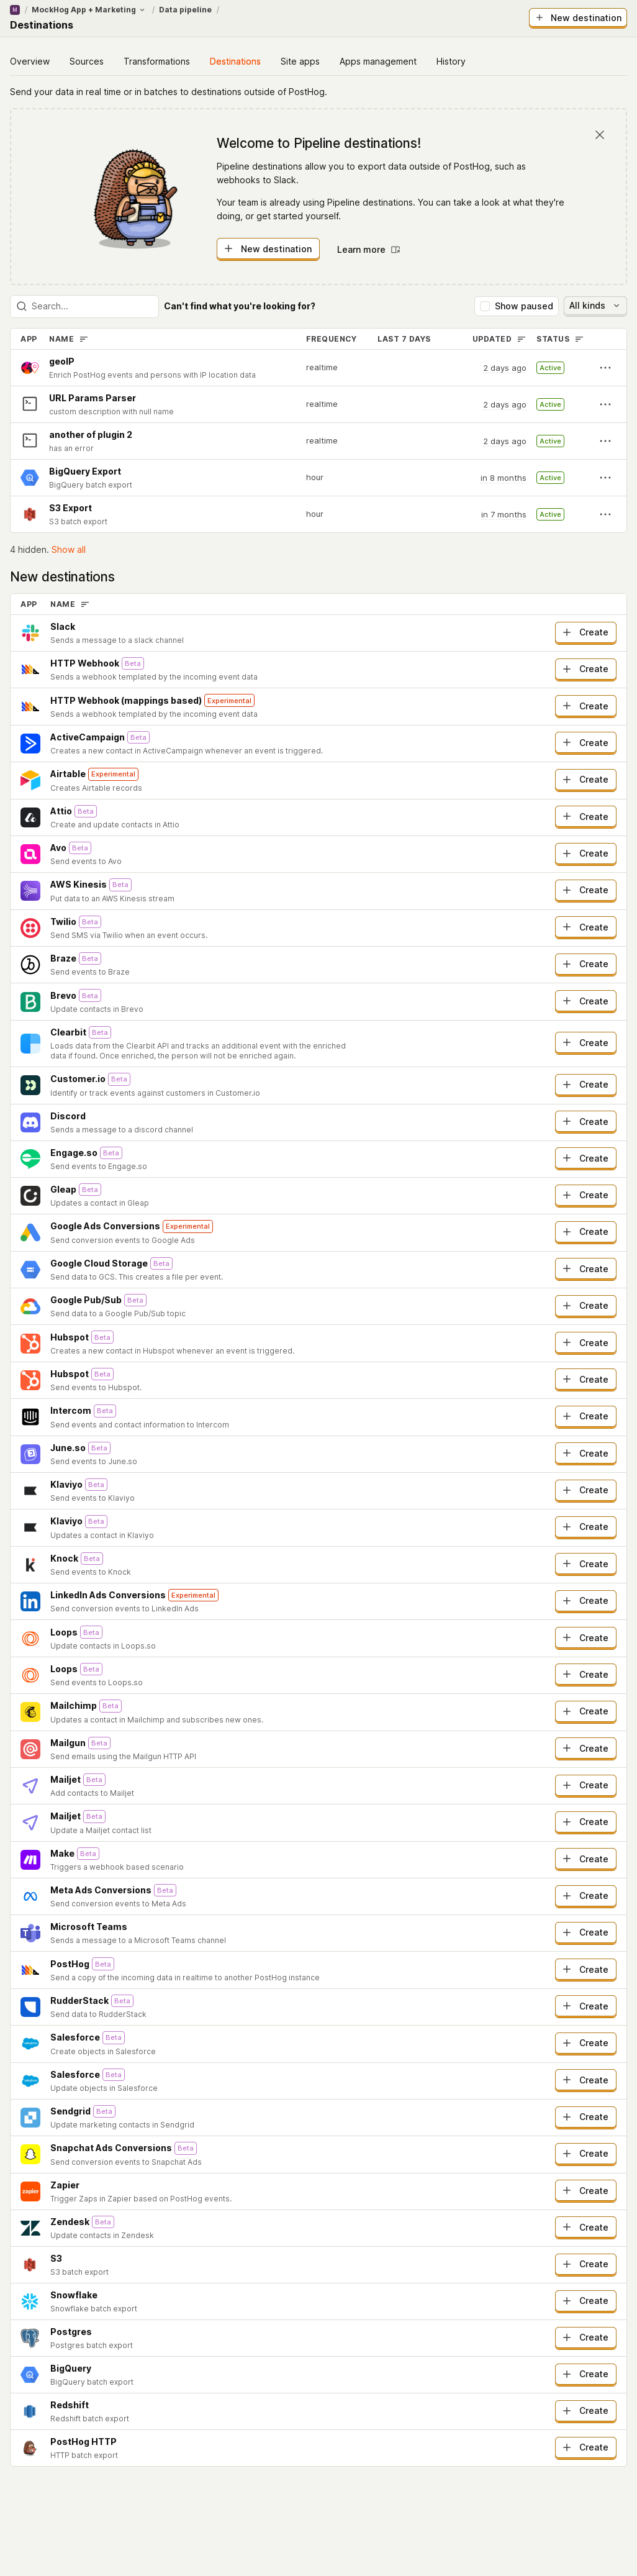 M / MockHog App + Marketing / Data pipeline /
Destinations
New destination
Overview Sources Transformations Destinations Site apps Apps management History
Send your data in real time or in batches to destinations outside of PostHog.
Welcome to Pipeline destinations!
Pipeline destinations allow you to export data outside of PostHog, such as
webhooks to Slack.
Your team is already using Pipeline destinations. You can take a look at what they're
doing, or get started yourself.
New destination Learn more
Search... Can't find what you're looking for? Show paused All kinds
APP NAME FREQUENCY LAST 7 DAYS UPDATED STATUS
geoIP
Enrich PostHog events and persons with IP location data
realtime 2 days ago Active
URL Params Parser
custom description with null name
realtime 2 days ago Active
another of plugin 2
has an error
realtime 2 days ago Active
BigQuery Export
BigQuery batch export
hour in 8 months Active
S3 Export
S3 batch export
hour in 7 months Active
4 hidden. Show all
New destinations
APP NAME
Slack
Sends a message to a slack channel
Create
HTTP Webhook Beta
Sends a webhook templated by the incoming event data
Create
HTTP Webhook (mappings based) Experimental
Sends a webhook templated by the incoming event data
Create
ActiveCampaign Beta
Creates a new contact in ActiveCampaign whenever an event is triggered.
Create
Airtable Experimental
Creates Airtable records
Create
Attio Beta
Create and update contacts in Attio
Create
Avo Beta
Send events to Avo
Create
AWS Kinesis Beta
Put data to an AWS Kinesis stream
Create
Twilio Beta
Send SMS via Twilio when an event occurs.
Create
Braze Beta
Send events to Braze
Create
Brevo Beta
Update contacts in Brevo
Create
Clearbit Beta
Loads data from the Clearbit API and tracks an additional event with the enriched
data if found. Once enriched, the person will not be enriched again.
Create
Customer.io Beta
Identify or track events against customers in Customer.io
Create
Discord
Sends a message to a discord channel
Create
Engage.so Beta
Send events to Engage.so
Create
Gleap Beta
Updates a contact in Gleap
Create
Google Ads Conversions Experimental
Send conversion events to Google Ads
Create
Google Cloud Storage Beta
Send data to GCS. This creates a file per event.
Create
Google Pub/Sub Beta
Send data to a Google Pub/Sub topic
Create
Hubspot Beta
Creates a new contact in Hubspot whenever an event is triggered.
Create
Hubspot Beta
Send events to Hubspot.
Create
Intercom Beta
Send events and contact information to Intercom
Create
June.so Beta
Send events to June.so
Create
Klaviyo Beta
Send events to Klaviyo
Create
Klaviyo Beta
Updates a contact in Klaviyo
Create
Knock Beta
Send events to Knock
Create
LinkedIn Ads Conversions Experimental
Send conversion events to LinkedIn Ads
Create
Loops Beta
Update contacts in Loops.so
Create
Loops Beta
Send events to Loops.so
Create
Mailchimp Beta
Updates a contact in Mailchimp and subscribes new ones.
Create
Mailgun Beta
Send emails using the Mailgun HTTP API
Create
Mailjet Beta
Add contacts to Mailjet
Create
Mailjet Beta
Update a Mailjet contact list
Create
Make Beta
Triggers a webhook based scenario
Create
Meta Ads Conversions Beta
Send conversion events to Meta Ads
Create
Microsoft Teams
Sends a message to a Microsoft Teams channel
Create
PostHog Beta
Send a copy of the incoming data in realtime to another PostHog instance
Create
RudderStack Beta
Send data to RudderStack
Create
Salesforce Beta
Create objects in Salesforce
Create
Salesforce Beta
Update objects in Salesforce
Create
Sendgrid Beta
Update marketing contacts in Sendgrid
Create
Snapchat Ads Conversions Beta
Send conversion events to Snapchat Ads
Create
zapier
Zapier
Trigger Zaps in Zapier based on PostHog events.
Create
Zendesk Beta
Update contacts in Zendesk
Create
S3
S3 batch export
Create
Snowflake
Snowflake batch export
Create
Postgres
Postgres batch export
Create
BigQuery
BigQuery batch export
Create
Redshift
Redshift batch export
Create
PostHog HTTP
HTTP batch export
Create